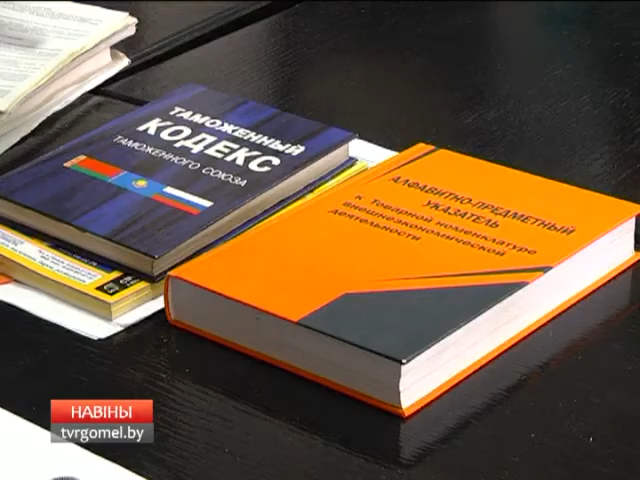 ТАМОЖЕННЫЙ
КОДЕКС
ТАМОЖЕННОГО СОЮЗА
АЛФАВИТНО-ПРЕДМЕТНЫЙ
УКАЗАТЕЛЬ
к Товарной номенклатуре
внешнеэкономической
деятельности
НАВІНЫ
tvrgomel.by